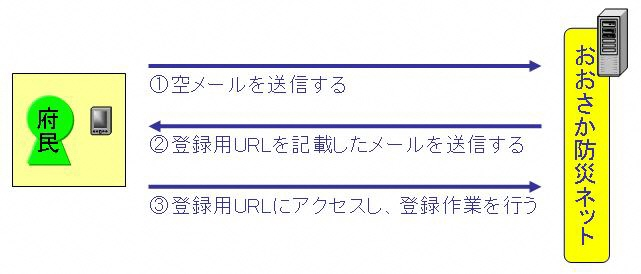 府民
①空メールを送信する
②登録用URLを記載したメールを送信する
③登録用URLにアクセスし、登録作業を行う
おおさか防災ネット